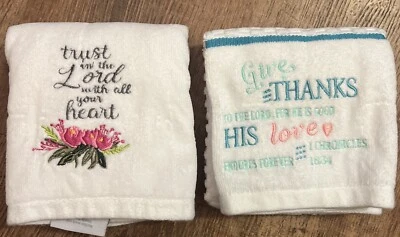 trust
in the
Lord
with all
your
heart
Give
THANKS
TO THE LORD, FOR HE IS GOOD
HIS love
I CHRONICLES
ENDURES FOREVER 16:34